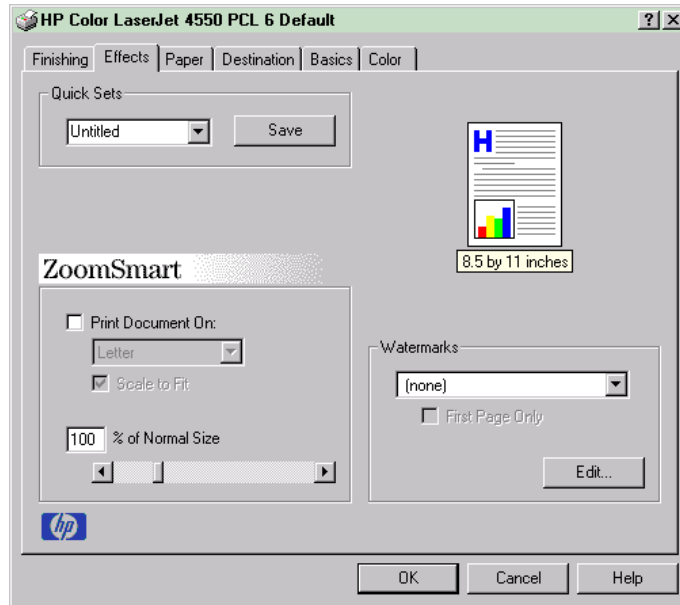 HP Color LaserJet 4550 PCL 6 Default
Finishing Effects Paper Destination Basics Color
Quick Sets
Untitled
Save
H
8.5 by 11 inches
ZoomSmart
Print Document On:
Letter
Scale to Fit
100 % of Normal Size
Watermarks
(none)
First Page Only
Edit...
hp
OK Cancel Help